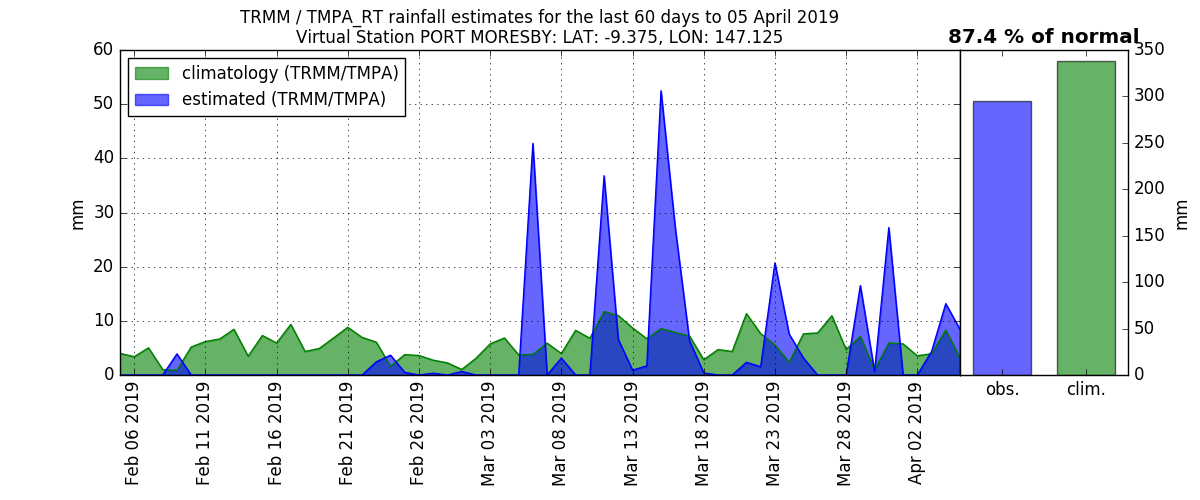 TRMM / TMPA_RT rainfall estimates for the last 60 days to 05 April 2019
Virtual Station PORT MORESBY: LAT: -9.375, LON: 147.125
87.4 % of normal
climatology (TRMM/TMPA)
estimated (TRMM/TMPA)
mm
60
50
40
30
20
10
0
Feb 06 2019
Feb 11 2019
Feb 16 2019
Feb 21 2019
Feb 26 2019
Mar 03 2019
Mar 08 2019
Mar 13 2019
Mar 18 2019
Mar 23 2019
Mar 28 2019
Apr 02 2019
obs.
clim.
350
300
250
200
150
100
50
0
mm